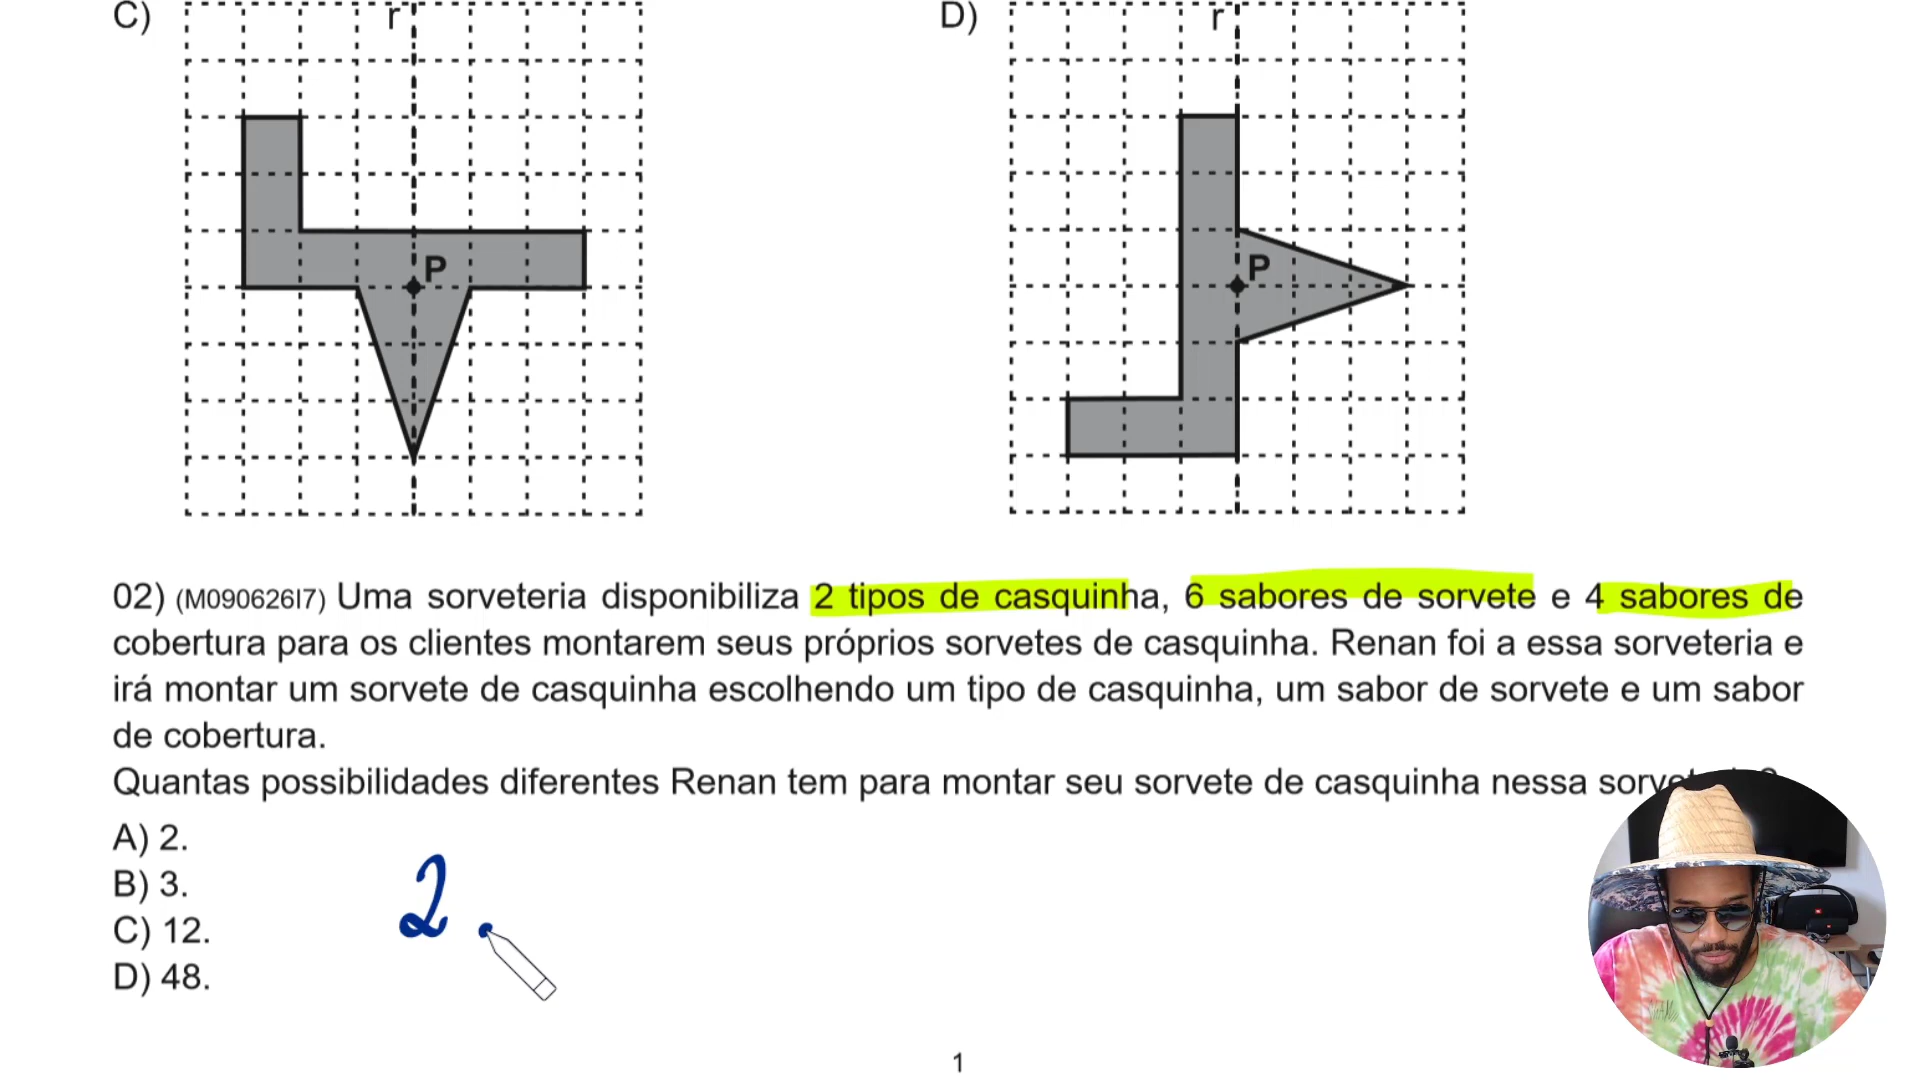 C)
r
D)
r
P
P
02) (M090626I7) Uma sorveteria disponibiliza 2 tipos de casquinha, 6 sabores de sorvete e 4 sabores de
cobertura para os clientes montarem seus próprios sorvetes de casquinha. Renan foi a essa sorveteria e
irá montar um sorvete de casquinha escolhendo um tipo de casquinha, um sabor de sorvete e um sabor
de cobertura.
Quantas possibilidades diferentes Renan tem para montar seu sorvete de casquinha nessa
A) 2.
B) 3.
C) 12.
D) 48.
2 .
1